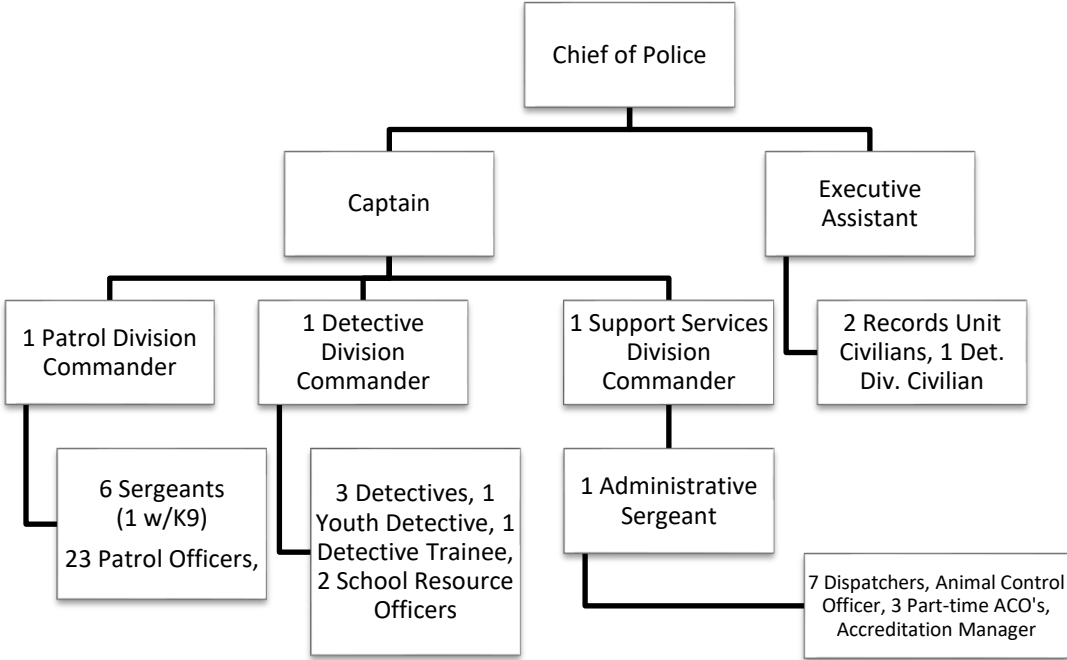 Chief of Police
Captain
Executive
Assistant
1 Patrol Division
Commander
1 Detective
Division
Commander
1 Support Services
Division
Commander
2 Records Unit
Civilians, 1 Det.
Div. Civilian
6 Sergeants
(1 w/K9)
23 Patrol Officers,
3 Detectives, 1
Youth Detective, 1
Detective Trainee,
2 School Resource
Officers
1 Administrative
Sergeant
7 Dispatchers, Animal Control
Officer, 3 Part-time ACO's,
Accreditation Manager